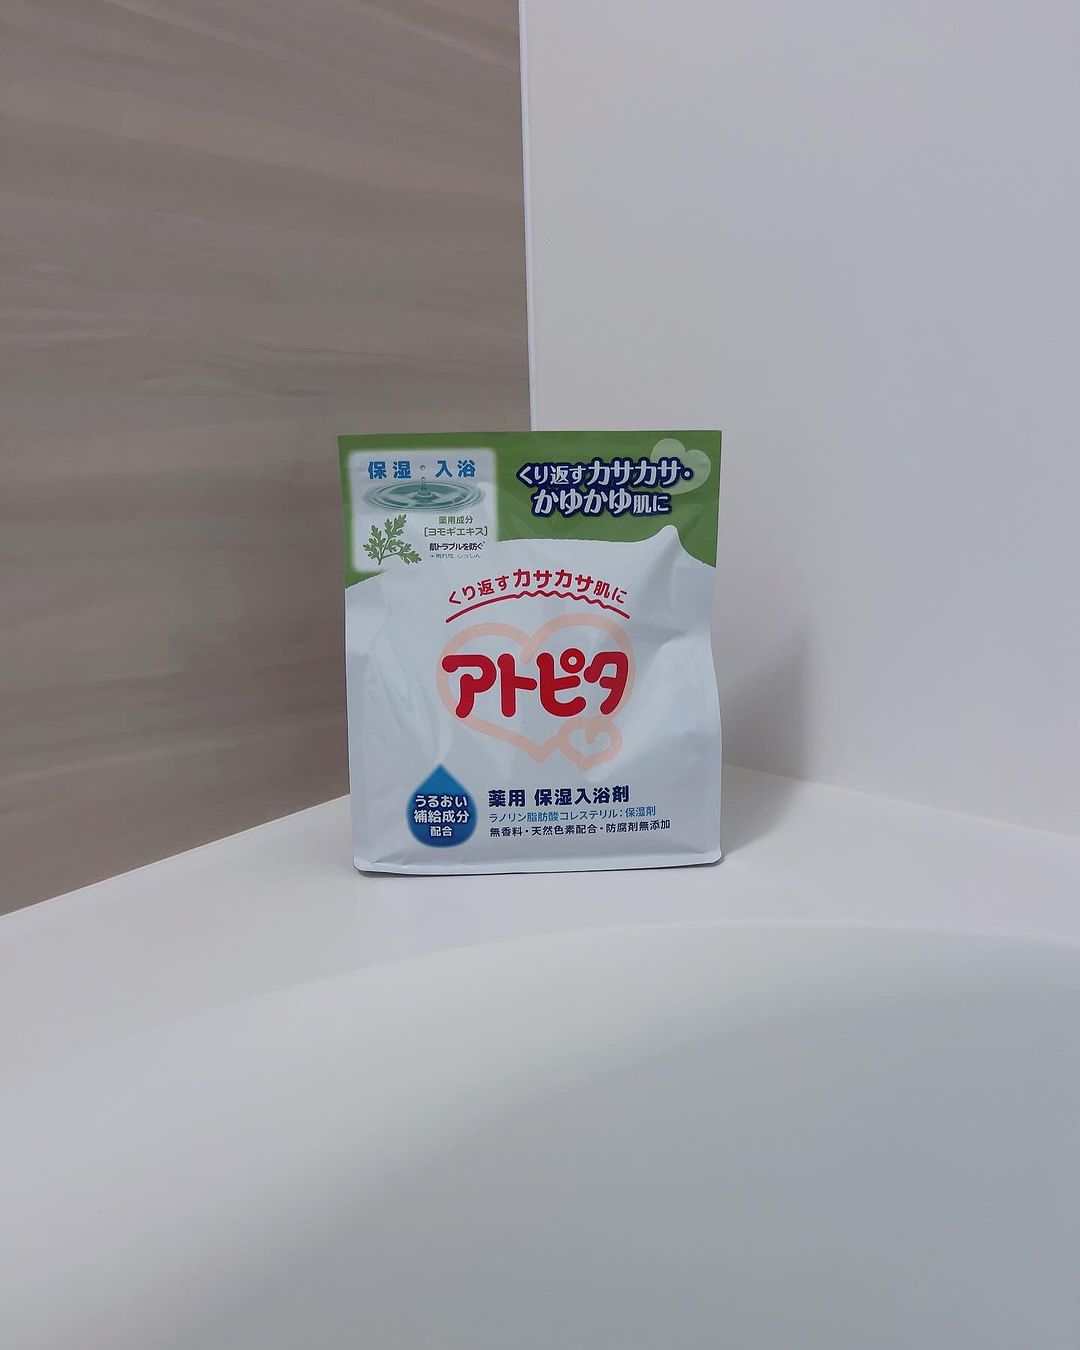 保湿・入浴
薬用成分
[ヨモギエキス]
肌トラブルを防ぐ
くり返すカサカサ・
かゆかゆ肌に
くり返すカサカサ肌に
アトピタ
うるおい
補給成分
配合
薬用 保湿入浴剤
ラノリン脂肪酸コレステリル：保湿剤
無香料・天然色素配合・防腐剤無添加